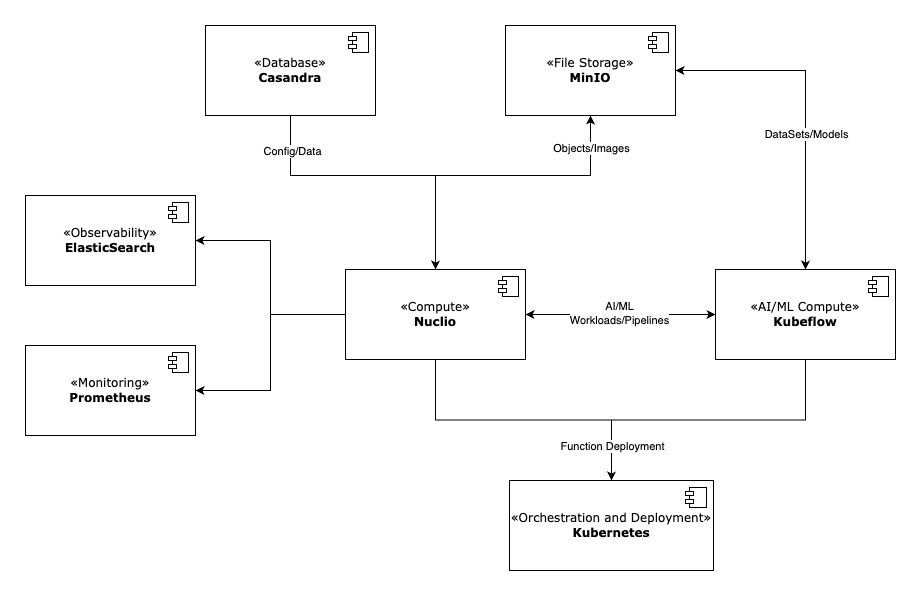 «Database»
Casandra
«File Storage»
MinIO
DataSets/Models
Config/Data
Objects/Images
«Observability»
ElasticSearch
«Compute»
Nuclio
AI/ML
Workloads/Pipelines
«AI/ML Compute»
Kubeflow
«Monitoring»
Prometheus
Function Deployment
«Orchestration and Deployment»
Kubernetes